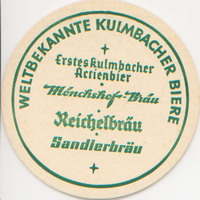 WELTBEKANNTE KULMBACHER BIERE
Erstes Kulmbacher
Actienbier
Mönchshof-Bräu
Reichelbräu
Sandlerbräu